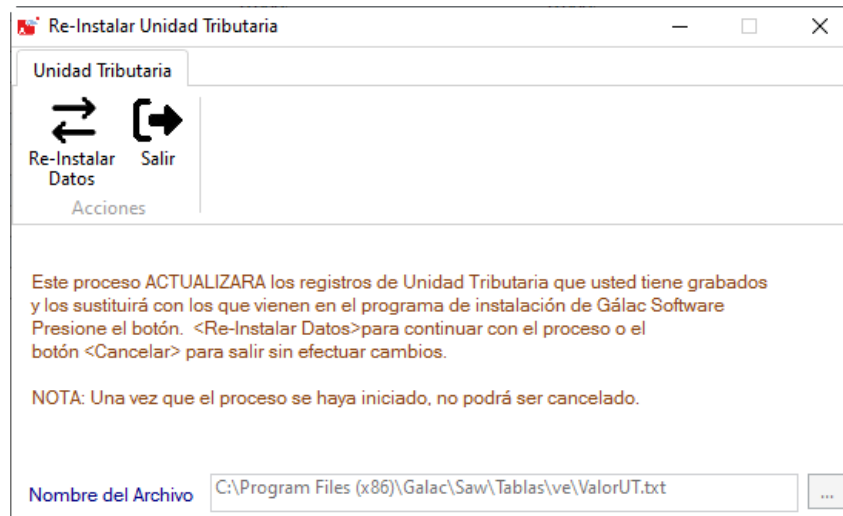 Re-Instalar Unidad Tributaria
Unidad Tributaria
Re-Instalar
Datos
Salir
Acciones
Este proceso ACTUALIZARA los registros de Unidad Tributaria que usted tiene grabados
y los sustituirá con los que vienen en el programa de instalación de Gálac Software
Presione el botón.  <Re-Instalar Datos>para continuar con el proceso o el
botón <Cancelar> para salir sin efectuar cambios.
NOTA: Una vez que el proceso se haya iniciado, no podrá ser cancelado.
Nombre del Archivo C:\Program Files (x86)\Galac\Saw\Tablas\ve\ValorUT.txt ...